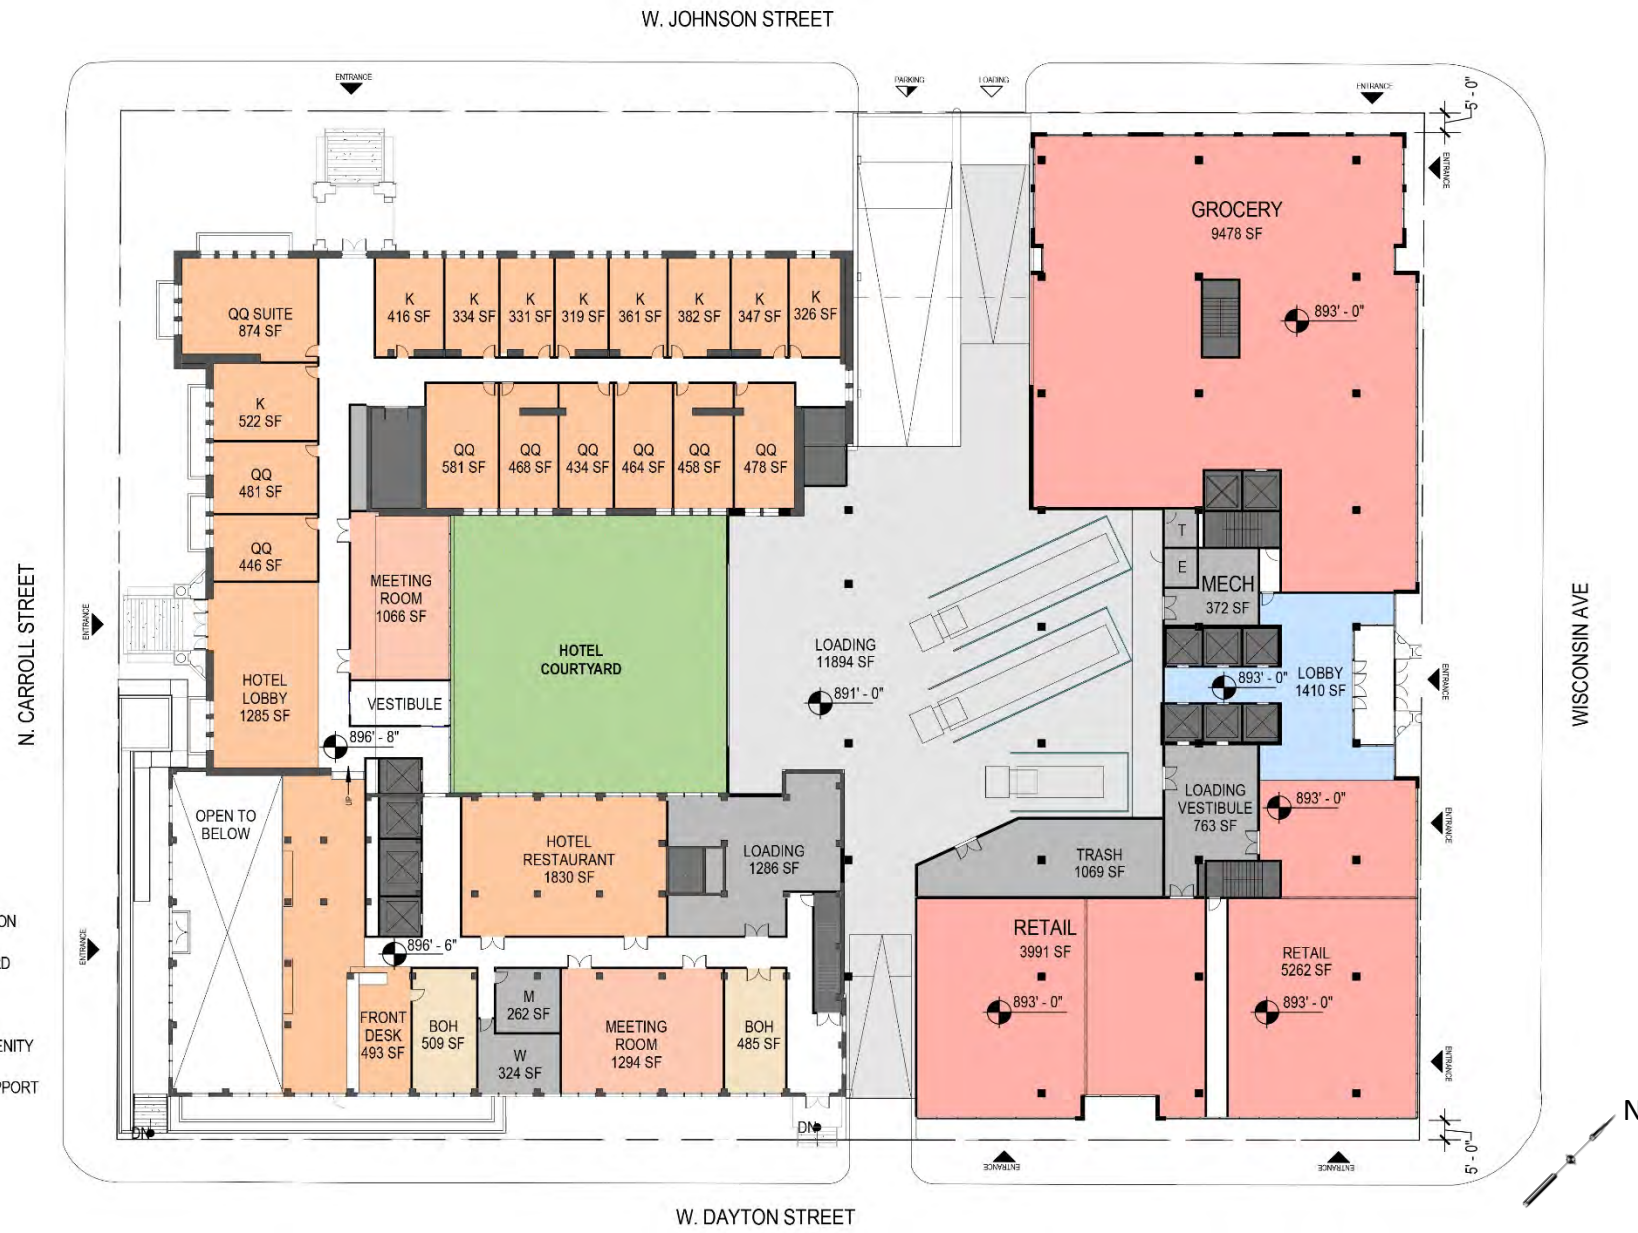 W. JOHNSON STREET
ENTRANCE
PARKING
LOADING
ENTRANCE
5' - 0"
ENTRANCE
GROCERY
9478 SF
893' - 0"
QQ SUITE
874 SF
K
416 SF
K
334 SF
K
331 SF
K
319 SF
K
361 SF
K
382 SF
K
347 SF
K
326 SF
K
522 SF
QQ
481 SF
QQ
446 SF
QQ
581 SF
QQ
468 SF
QQ
434 SF
QQ
464 SF
QQ
458 SF
QQ
478 SF
N. CARROLL STREET
ENTRANCE
HOTEL
LOBBY
1285 SF
MEETING
ROOM
1066 SF
VESTIBULE
896' - 8"
UP
HOTEL
COURTYARD
LOADING
11894 SF
891' - 0"
T
E
MECH
372 SF
893' - 0"
LOBBY
1410 SF
ENTRANCE
WISCONSIN AVE
LOADING
VESTIBULE
763 SF
893' - 0"
ENTRANCE
TRASH
1069 SF
OPEN TO
BELOW
HOTEL
RESTAURANT
1830 SF
LOADING
1286 SF
896' - 6"
ENTRANCE
FRONT
DESK
493 SF
BOH
509 SF
M
262 SF
W
324 SF
MEETING
ROOM
1294 SF
BOH
485 SF
RETAIL
3991 SF
893' - 0"
RETAIL
5262 SF
893' - 0"
ENTRANCE
ON
D
ENITY
PPORT
DN
DN
ENTRANCE
ENTRANCE
5' - 0"
N
W. DAYTON STREET